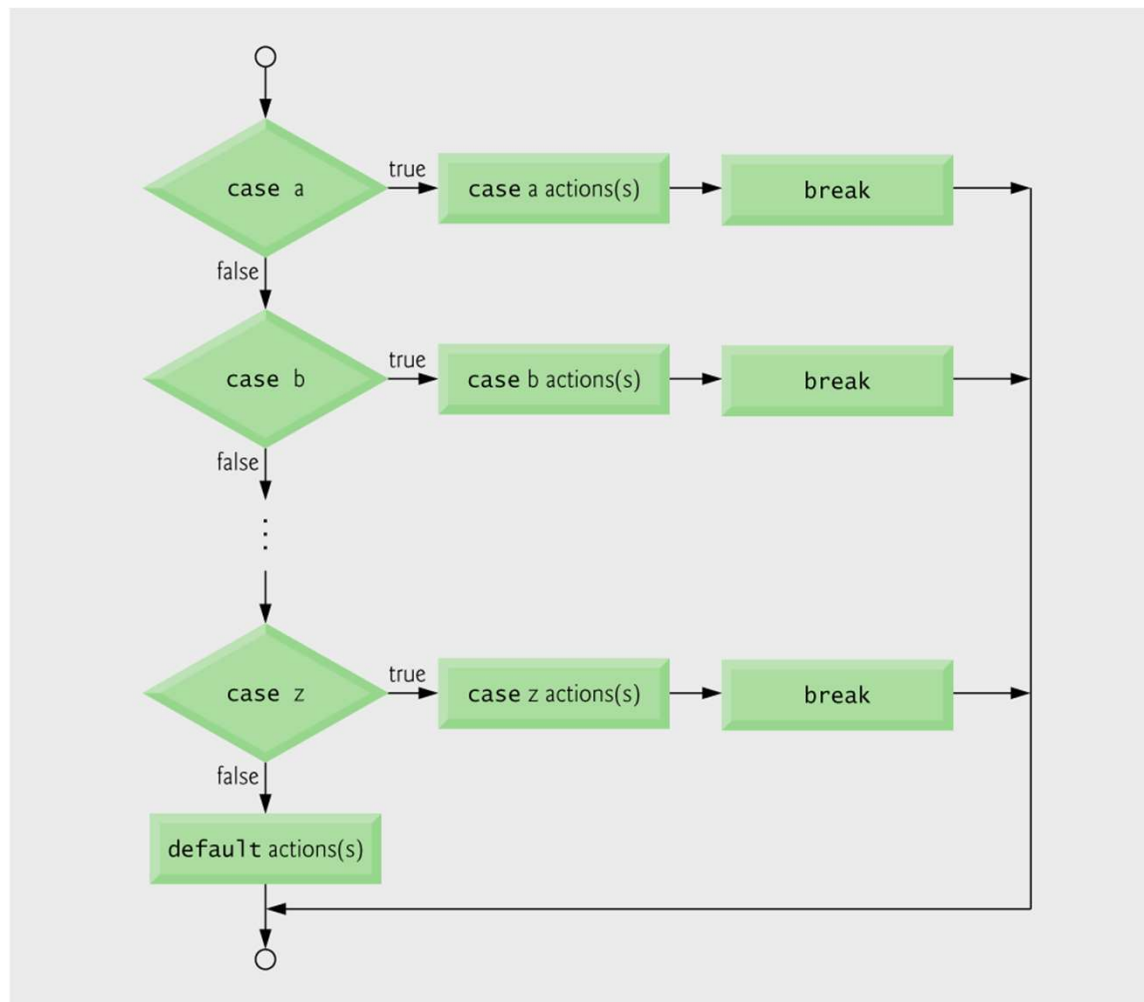 case a
true
case a actions(s)
break
false
case b
true
case b actions(s)
break
false
case z
true
case z actions(s)
break
false
default actions(s)